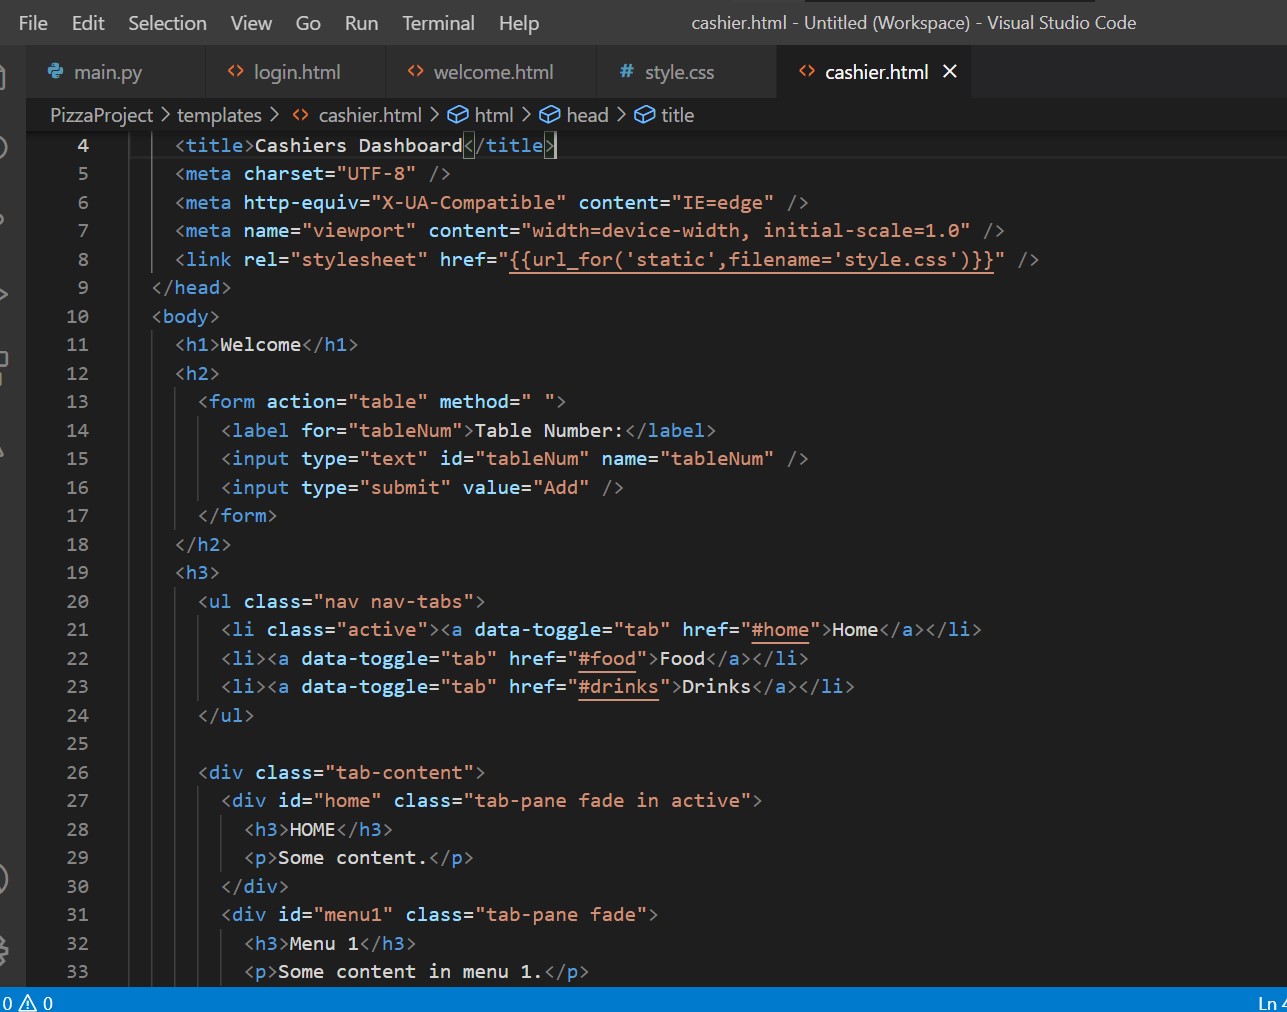 File Edit Selection View Go Run Terminal Help cashier.html - Untitled (Workspace) - Visual Studio Code
main.py <> login.html <> welcome.html # style.css <> cashier.html ×
PizzaProject > templates > <> cashier.html > html > head > title
4 <title>Cashiers Dashboard</title>
5 <meta charset="UTF-8" />
6 <meta http-equiv="X-UA-Compatible" content="IE=edge" />
7 <meta name="viewport" content="width=device-width, initial-scale=1.0" />
8 <link rel="stylesheet" href="{{url_for('static',filename='style.css')}}" />
9 </head>
10 <body>
11 <h1>Welcome</h1>
12 <h2>
13 <form action="table" method=" ">
14 <label for="tableNum">Table Number:</label>
15 <input type="text" id="tableNum" name="tableNum" />
16 <input type="submit" value="Add" />
17 </form>
18 </h2>
19 <h3>
20 <ul class="nav nav-tabs">
21 <li class="active"><a data-toggle="tab" href="#home">Home</a></li>
22 <li><a data-toggle="tab" href="#food">Food</a></li>
23 <li><a data-toggle="tab" href="#drinks">Drinks</a></li>
24 </ul>
25
26 <div class="tab-content">
27 <div id="home" class="tab-pane fade in active">
28 <h3>HOME</h3>
29 <p>Some content.</p>
30 </div>
31 <div id="menu1" class="tab-pane fade">
32 <h3>Menu 1</h3>
33 <p>Some content in menu 1.</p>
0 0 Ln